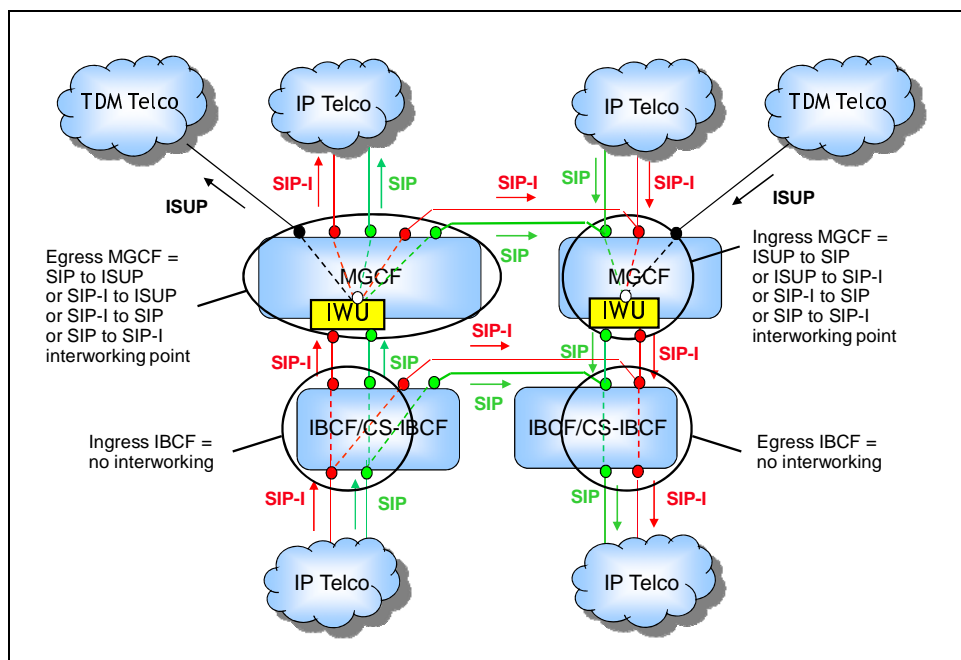 TDM Telco
IP Telco
IP Telco
TDM Telco
SIP-I
SIP
SIP-I
SIP
SIP-I
ISUP
ISUP
SIP
Egress MGCF =
SIP to ISUP
or SIP-I to ISUP
or SIP-I to SIP
or SIP to SIP-I
interworking point
MGCF
IWU
MGCF
IWU
Ingress MGCF =
ISUP to SIP
or ISUP to SIP-I
or SIP-I to SIP
or SIP to SIP-I
interworking point
SIP-I
SIP-I
SIP
SIP
SIP-I
SIP
Ingress IBCF =
no interworking
IBCF/CS-IBCF
IBCF/CS-IBCF
Egress IBCF =
no interworking
SIP-I
SIP
SIP
SIP-I
IP Telco
IP Telco